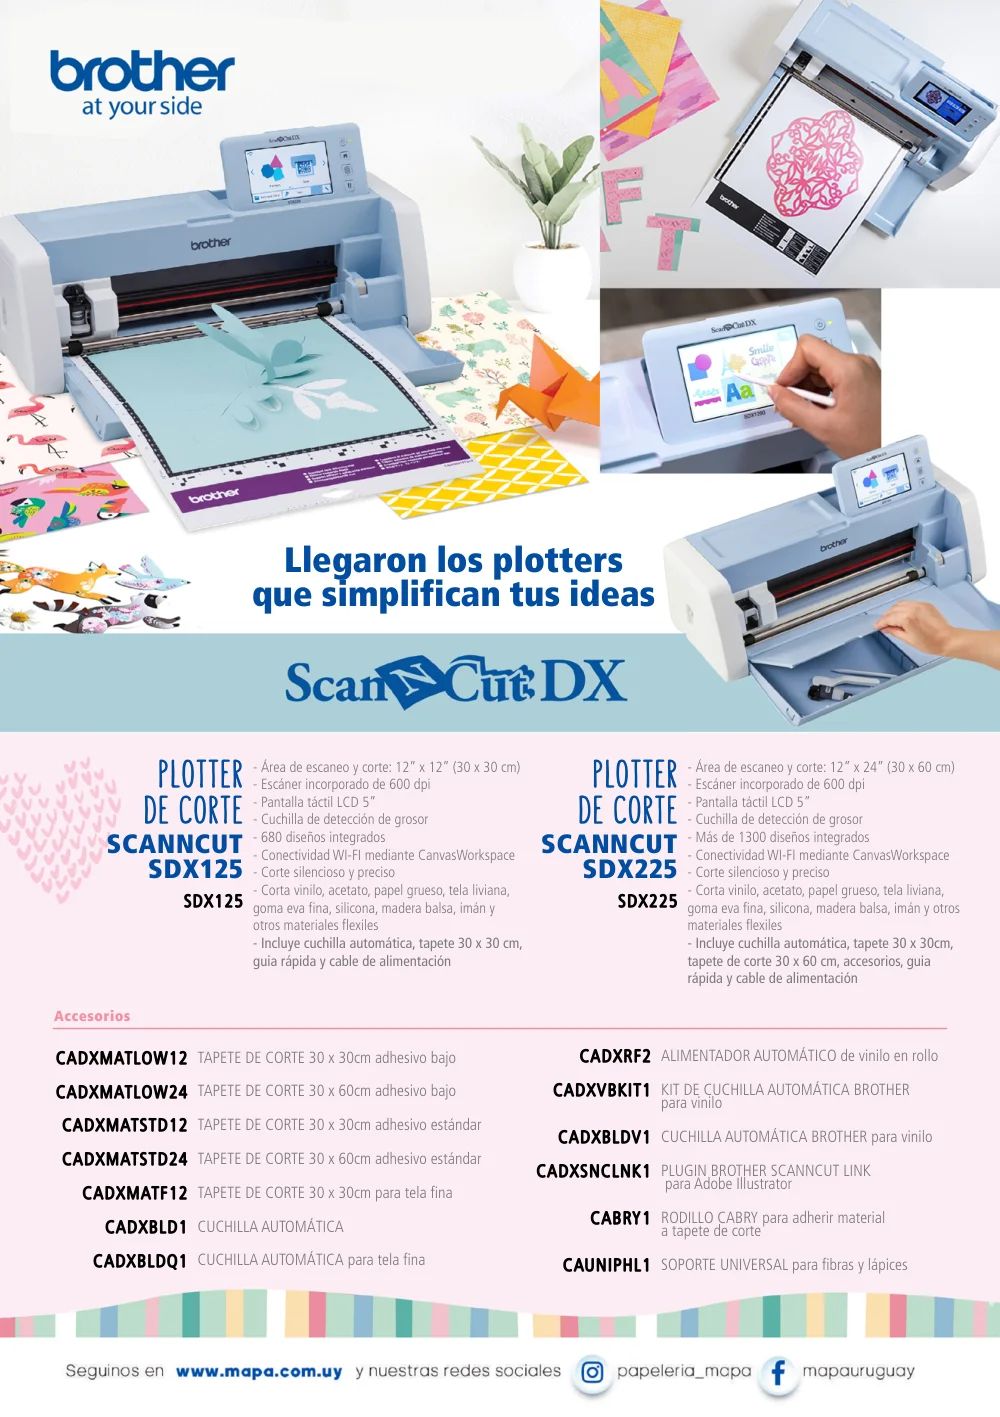 brother
at your side
ScanNCut DX
brother
brother
brother
ScanNCut DX
Smile
Aa
SDX1200
brother
Llegaron los plotters
que simplifican tus ideas
ScanNCut DX
PLOTTER
DE CORTE
SCANNCUT
SDX125
SDX125
- Área de escaneo y corte: 12” x 12” (30 x 30 cm)
- Escáner incorporado de 600 dpi
- Pantalla táctil LCD 5”
- Cuchilla de detección de grosor
- 680 diseños integrados
- Conectividad WI-FI mediante CanvasWorkspace
- Corte silencioso y preciso
- Corta vinilo, acetato, papel grueso, tela liviana,
goma eva fina, silicona, madera balsa, imán y
otros materiales flexiles
- Incluye cuchilla automática, tapete 30 x 30 cm,
guia rápida y cable de alimentación
PLOTTER
DE CORTE
SCANNCUT
SDX225
SDX225
- Área de escaneo y corte: 12” x 24” (30 x 60 cm)
- Escáner incorporado de 600 dpi
- Pantalla táctil LCD 5”
- Cuchilla de detección de grosor
- Más de 1300 diseños integrados
- Conectividad WI-FI mediante CanvasWorkspace
- Corte silencioso y preciso
- Corta vinilo, acetato, papel grueso, tela liviana,
goma eva fina, silicona, madera balsa, imán y otros
materiales flexiles
- Incluye cuchilla automática, tapete 30 x 30cm,
tapete de corte 30 x 60 cm, accesorios, guia
rápida y cable de alimentación
Accesorios
CADXMATLOW12 TAPETE DE CORTE 30 x 30cm adhesivo bajo
CADXMATLOW24 TAPETE DE CORTE 30 x 60cm adhesivo bajo
CADXMATSTD12 TAPETE DE CORTE 30 x 30cm adhesivo estándar
CADXMATSTD24 TAPETE DE CORTE 30 x 60cm adhesivo estándar
CADXMATF12 TAPETE DE CORTE 30 x 30cm para tela fina
CADXBLD1 CUCHILLA AUTOMÁTICA
CADXBLDQ1 CUCHILLA AUTOMÁTICA para tela fina
CADXRF2 ALIMENTADOR AUTOMÁTICO de vinilo en rollo
CADXVBKIT1 KIT DE CUCHILLA AUTOMÁTICA BROTHER
para vinilo
CADXBLDV1 CUCHILLA AUTOMÁTICA BROTHER para vinilo
CADXSNCLNK1 PLUGIN BROTHER SCANNCUT LINK
para Adobe Illustrator
CABRY1 RODILLO CABRY para adherir material
a tapete de corte
CAUNIPHL1 SOPORTE UNIVERSAL para fibras y lápices
Seguinos en www.mapa.com.uy y nuestras redes sociales papeleria_mapa mapauruguay